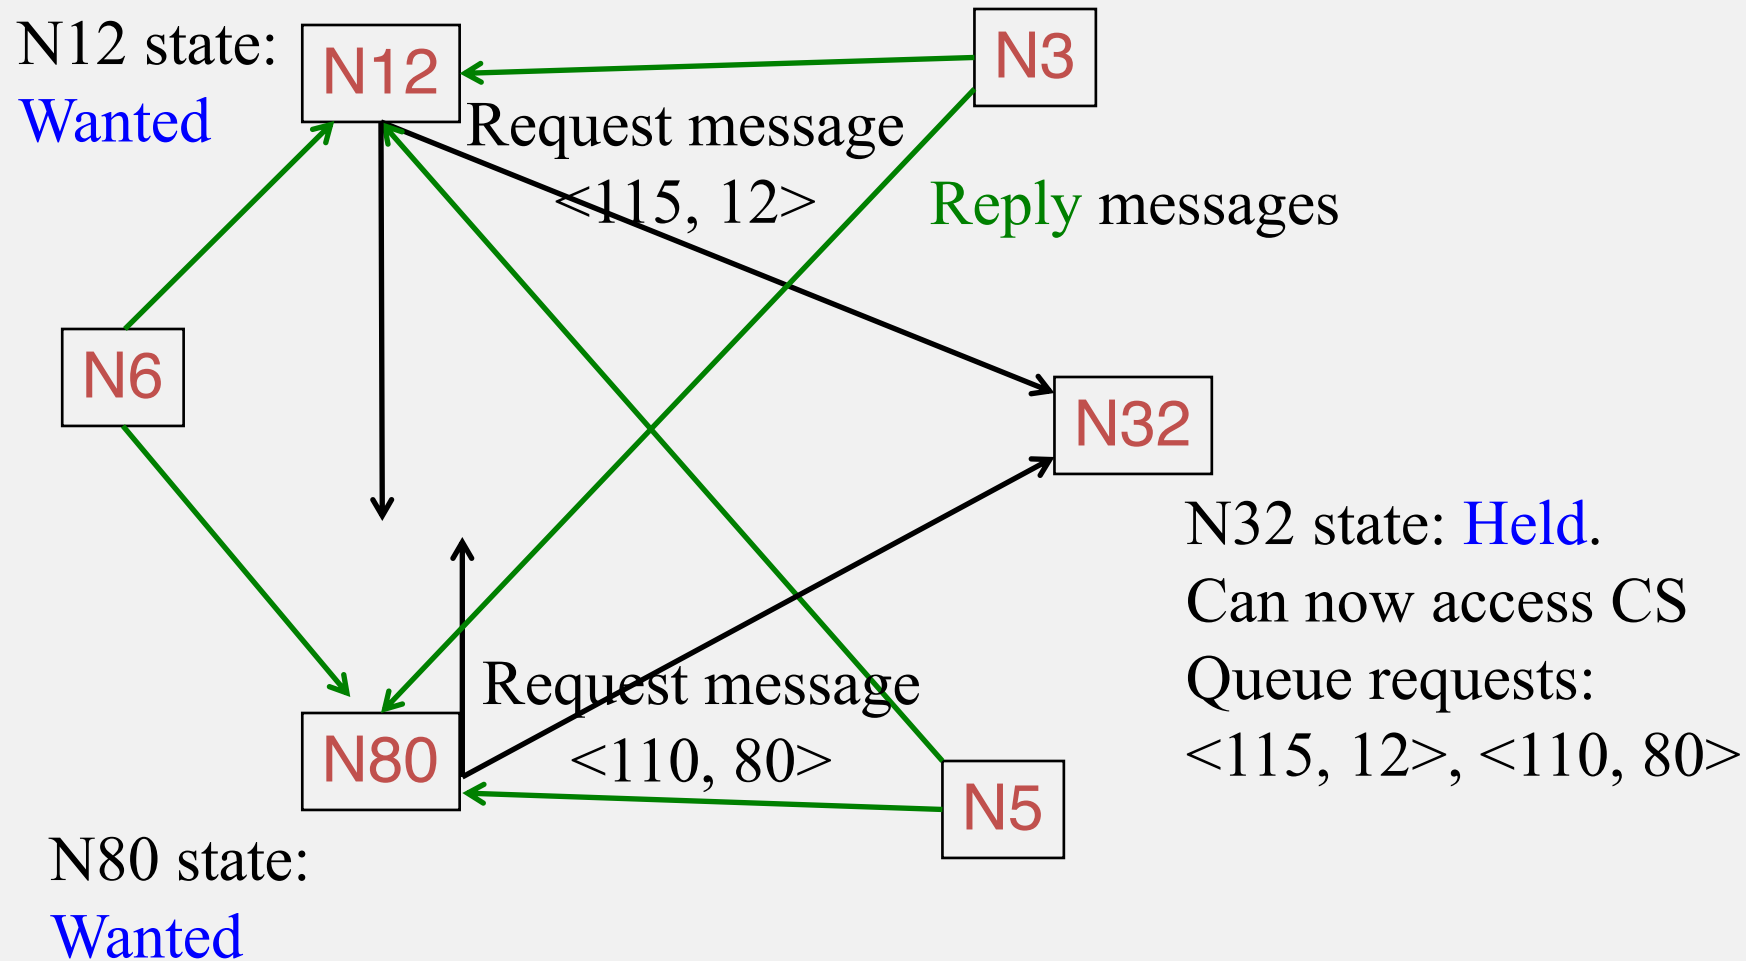 N12 state:
Wanted
N12
N3
Request message
<115, 12>
Reply messages
N6
N32
N32 state: Held.
Can now access CS
Queue requests:
<115, 12>, <110, 80>
Request message
<110, 80>
N80
N5
N80 state:
Wanted